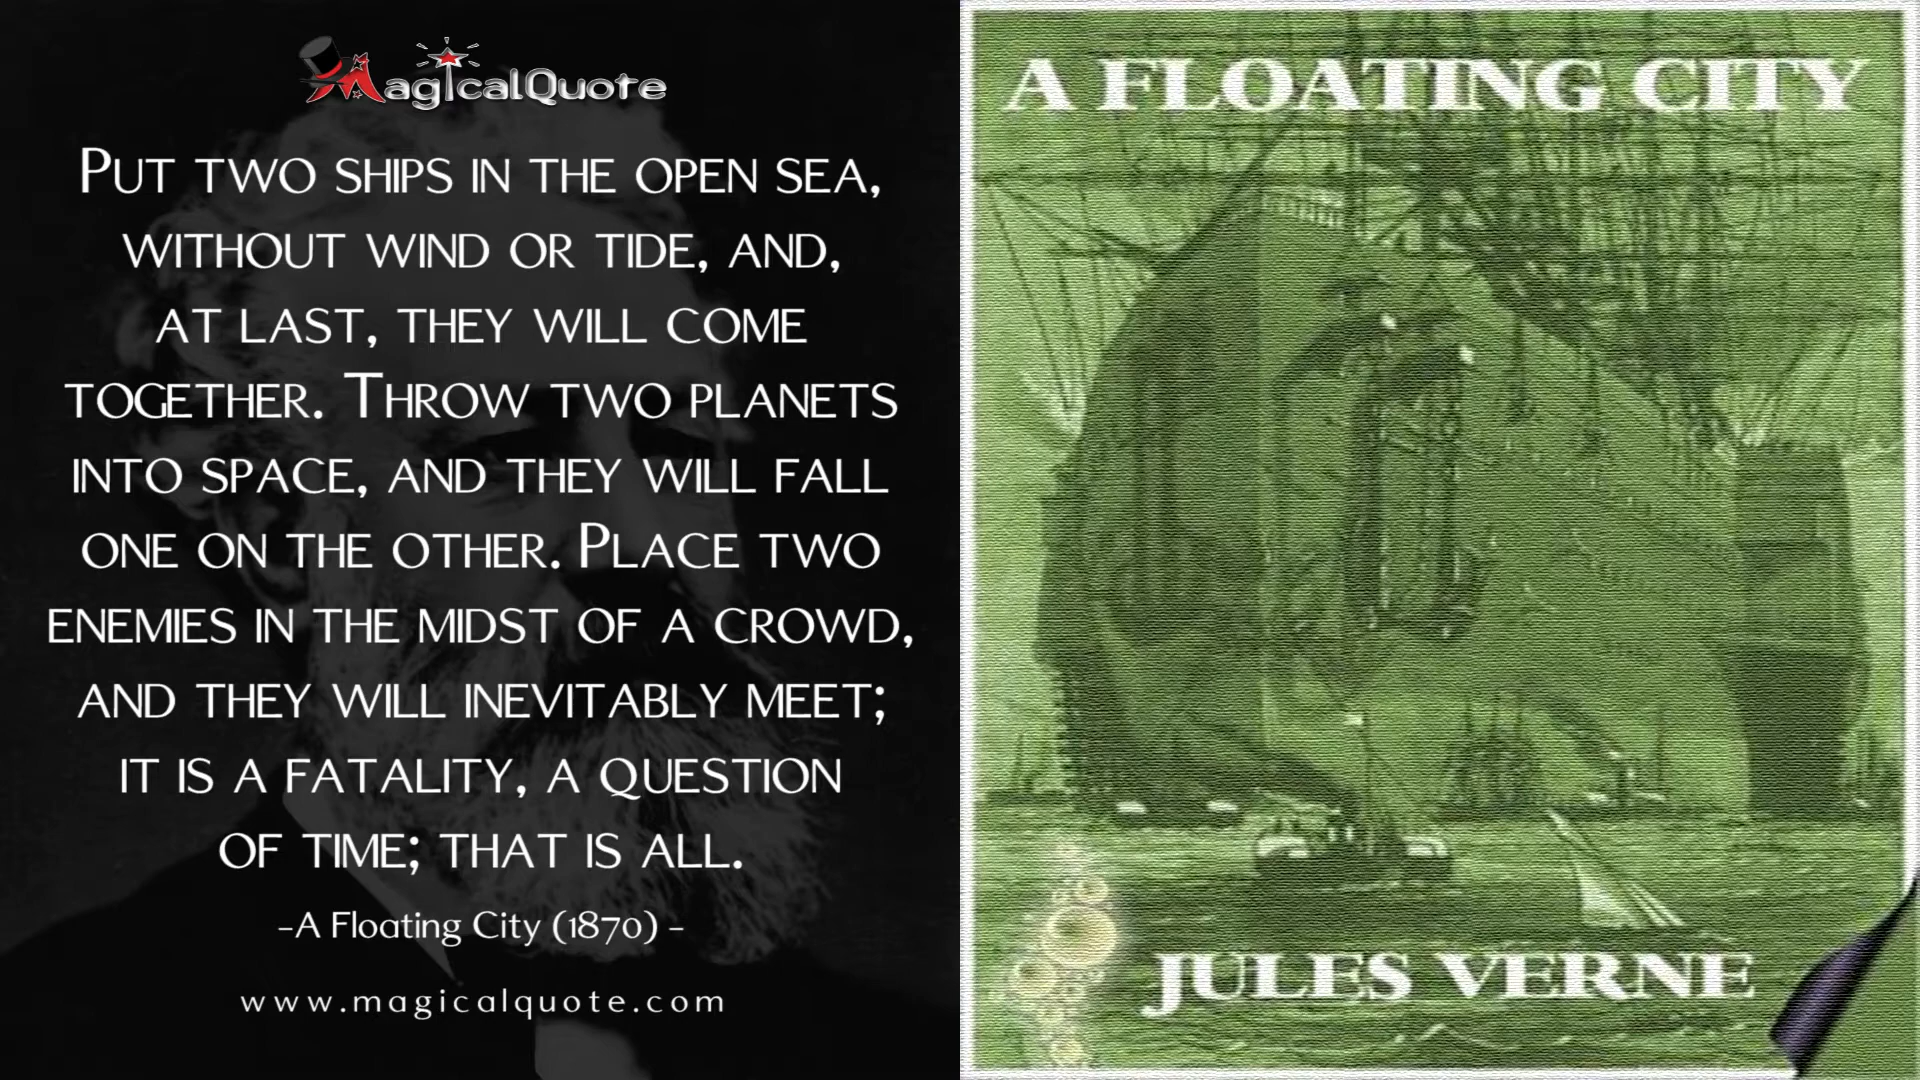 MagicalQuote
Put two ships in the open sea,
without wind or tide, and,
at last, they will come
together. Throw two planets
into space, and they will fall
one on the other. Place two
enemies in the midst of a crowd,
and they will inevitably meet;
it is a fatality, a question
of time; that is all.
-A Floating City (1870) -
www.magicalquote.com
A FLOATING CITY
JULES VERNE